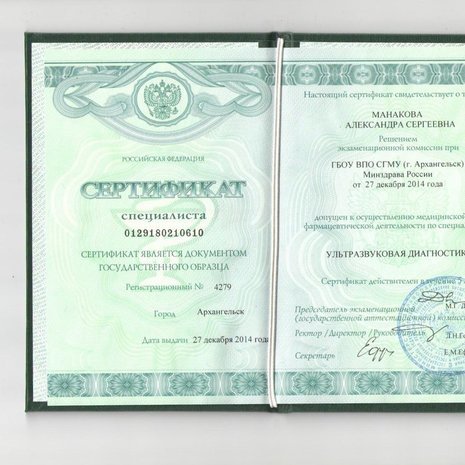 РОССИЙСКАЯ ФЕДЕРАЦИЯ
СЕРТИФИКАТ
специалиста
0129180210610
СЕРТИФИКАТ ЯВЛЯЕТСЯ ДОКУМЕНТОМ
ГОСУДАРСТВЕННОГО ОБРАЗЦА
Регистрационный № 4279
Город Архангельск
Дата выдачи 27 декабря 2014 года
Настоящий сертификат свидетельствует о т
МАНАКОВА
АЛЕКСАНДРА СЕРГЕЕВНА
Решением
экзаменационной комиссии при
ГБОУ ВПО СГМУ (г. Архангельск)
Минздрава России
от 27 декабря 2014 года
допущен к осуществлению медицинской
фармацевтической деятельности по специа
УЛЬТРАЗВУКОВАЯ ДИАГНОСТИК
Сертификат действителен в течение 5
Председатель экзаменационной
(государственной аттестационной) комисс
Ректор /Директор /Руководитель
Секретарь